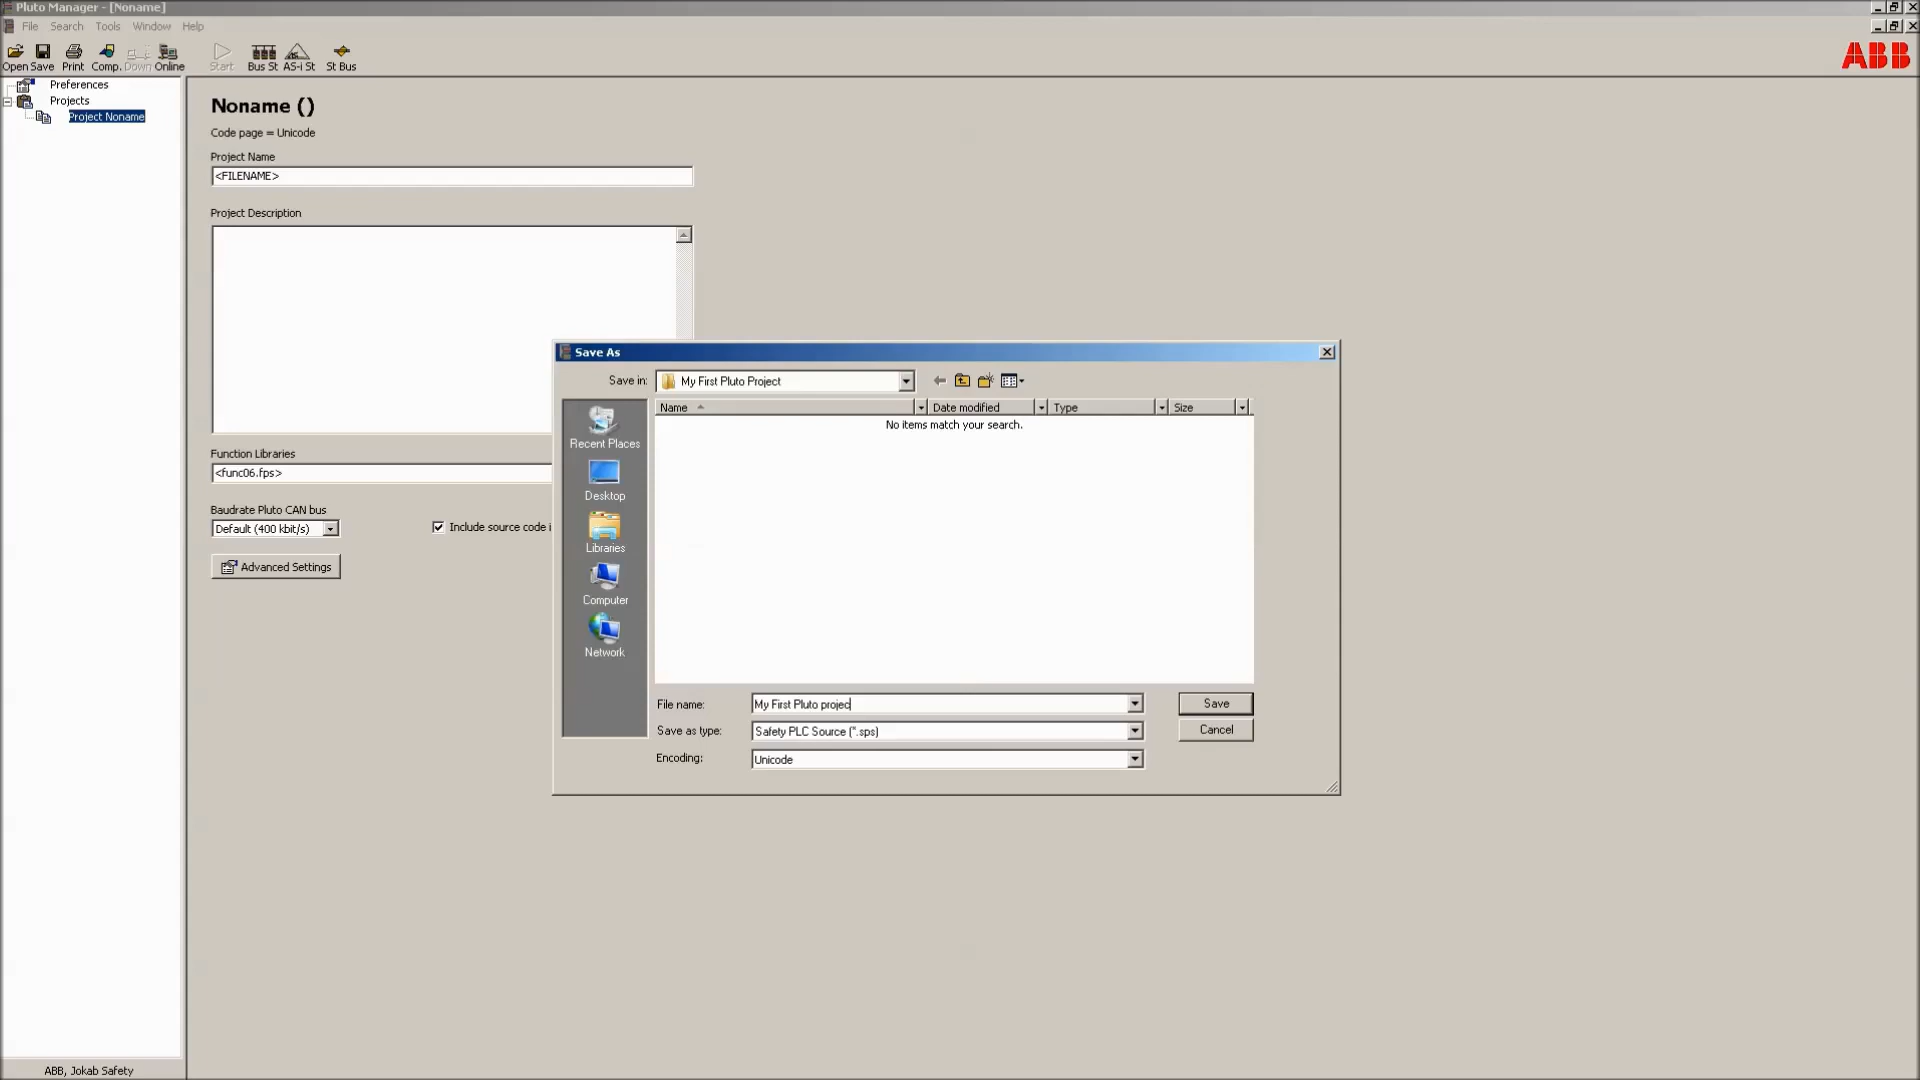 Pluto Manager - [Noname]
File Search Tools Window Help
Open Save Print Comp. Down Online Start Bus St AS-i St St Bus
ABB
Preferences
Projects
Project Noname
Noname ()
Code page = Unicode
Project Name
<FILENAME>
Project Description
Function Libraries
<func06.fps>
Baudrate Pluto CAN bus
Default (400 kbit/s)
Include source code i
Advanced Settings
Save As
Save in: My First Pluto Project
Name Date modified Type Size
No items match your search.
Recent Places
Desktop
Libraries
Computer
Network
File name: My First Pluto projec
Save
Save as type: Safety PLC Source (*.sps)
Cancel
Encoding: Unicode
ABB, Jokab Safety